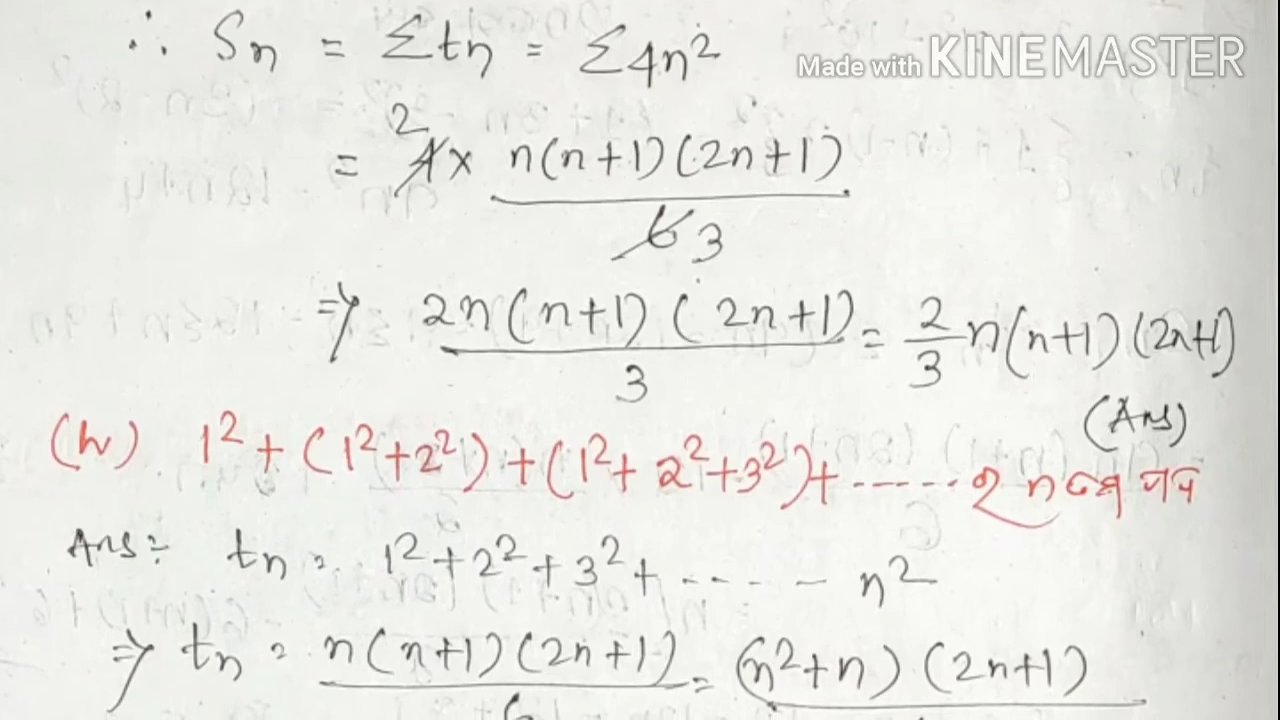 ∴ Sn = Σtn = Σ4n²
Made with KINEMASTER
2
= 4 × n(n+1)(2n+1)
6 3
⇒ 2n(n+1)(2n+1) / 3 = 2/3 n(n+1)(2n+1)
(Ans)
(iv) 1² + (1²+2²) + (1²+2²+3²) + ----- ର n ତମ ପଦ
Ans: tn = 1²+2²+3²+ ----- n²
⇒ tn = n(n+1)(2n+1) / 6 = (n²+n)(2n+1)